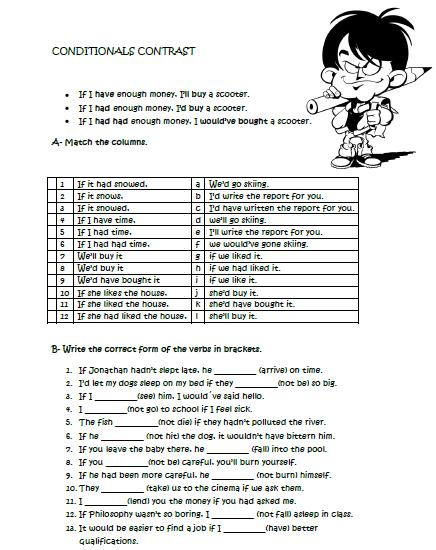 CONDITIONALS CONTRAST
• If I have enough money, I'll buy a scooter.
• If I had enough money, I'd buy a scooter.
• If I had had enough money, I would've bought a scooter.
A- Match the columns.
1 If it had snowed, a We'd go skiing.
2 If it snows, b I'd write the report for you.
3 If it snowed, c I'd have written the report for you.
4 If I have time, d we'll go skiing.
5 If I had time, e I'll write the report for you.
6 If I had had time, f we would've gone skiing.
7 We'll buy it g if we liked it.
8 We'd buy it h if we had liked it.
9 We'd have bought it i if we like it.
10 If she likes the house, j she'd buy it.
11 If she liked the house, k she'd have bought it.
12 If she had liked the house, l she'll buy it.
B- Write the correct form of the verbs in brackets.
1. If Jonathan hadn't slept late, he __________ (arrive) on time.
2. I'd let my dogs sleep on my bed if they __________(not be) so big.
3. If I __________(see) him, I would´ve said hello.
4. I __________(not go) to school if I feel sick.
5. The fish __________(not die) if they hadn't polluted the river.
6. If he __________ (not hit) the dog, it wouldn't have bittern him.
7. If you leave the baby there, he __________ (fall) into the pool.
8. If you __________(not be) careful, you'll burn yourself.
9. If he had been more careful, he __________ (not burn) himself.
10. They __________ (take) us to the cinema if we ask them.
11. I __________(lend) you the money if you had asked me.
12. If Philosophy wasn't so boring, I __________ (not fall) asleep in class.
13. It would be easier to find a job if I __________(have) better
qualifications.